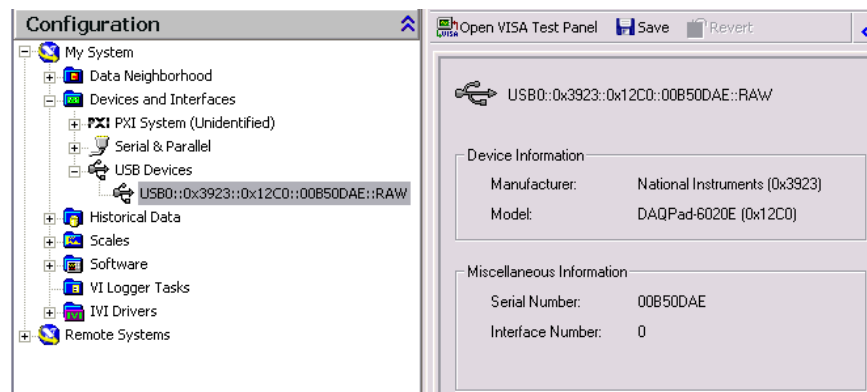 Configuration
My System
Data Neighborhood
Devices and Interfaces
PXI PXI System (Unidentified)
Serial & Parallel
USB Devices
USB0::0x3923::0x12C0::00B50DAE::RAW
Historical Data
Scales
Software
VI Logger Tasks
IVI IVI Drivers
Remote Systems
VISA Open VISA Test Panel Save Revert
USB0::0x3923::0x12C0::00B50DAE::RAW
Device Information
Manufacturer: National Instruments (0x3923)
Model: DAQPad-6020E (0x12C0)
Miscellaneous Information
Serial Number: 00B50DAE
Interface Number: 0